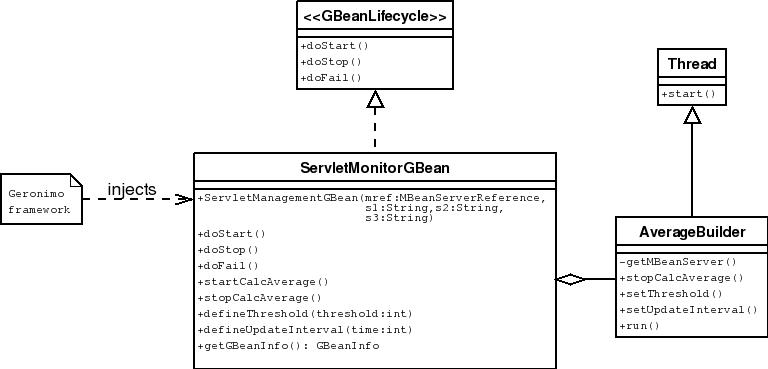 <<GBeanLifecycle>>
+doStart()
+doStop()
+doFail()
Thread
+start()
Geronimo
framework
injects
ServletMonitorGBean
+ServletManagementGBean(mref:MBeanServerReference,
s1:String,s2:String,
s3:String)
+doStart()
+doStop()
+doFail()
+startCalcAverage()
+stopCalcAverage()
+defineThreshold(threshold:int)
+defineUpdateInterval(time:int)
+getGBeanInfo(): GBeanInfo
AverageBuilder
-getMBeanServer()
+stopCalcAverage()
+setThreshold()
+setUpdateInterval()
+run()